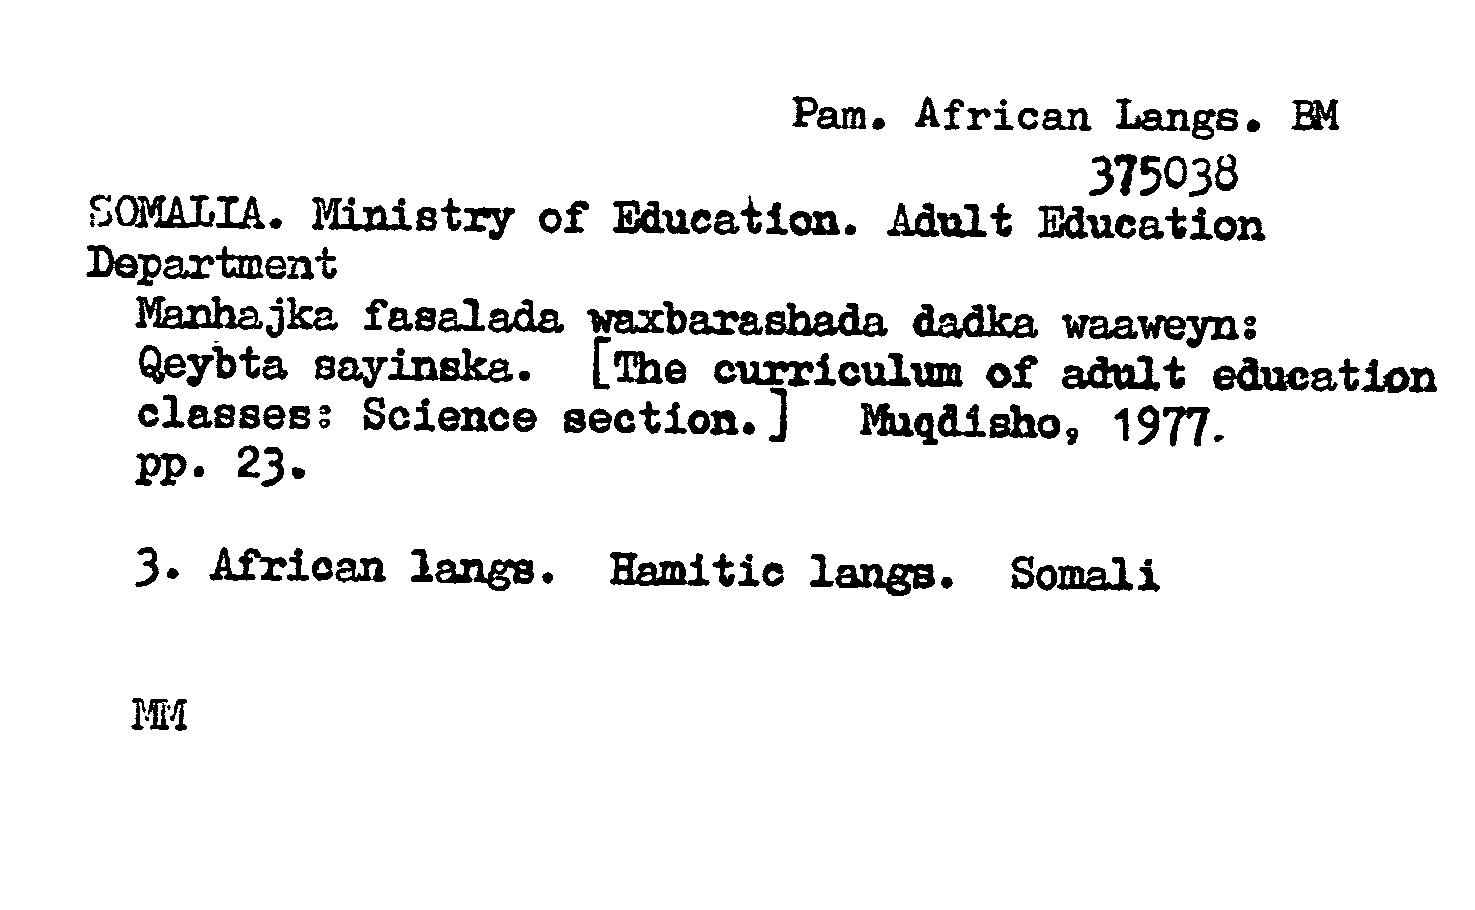 Pam. African Langs. BM
375038
SOMALIA. Ministry of Education. Adult Education
Department
Manhajka fasalada waxbarashada dadka waaweyn:
Qeybta sayinska. [The curriculum of adult education
classes: Science section.] Muqdisho, 1977.
pp. 23.
3. African langs. Hamitic langs. Somali
MM